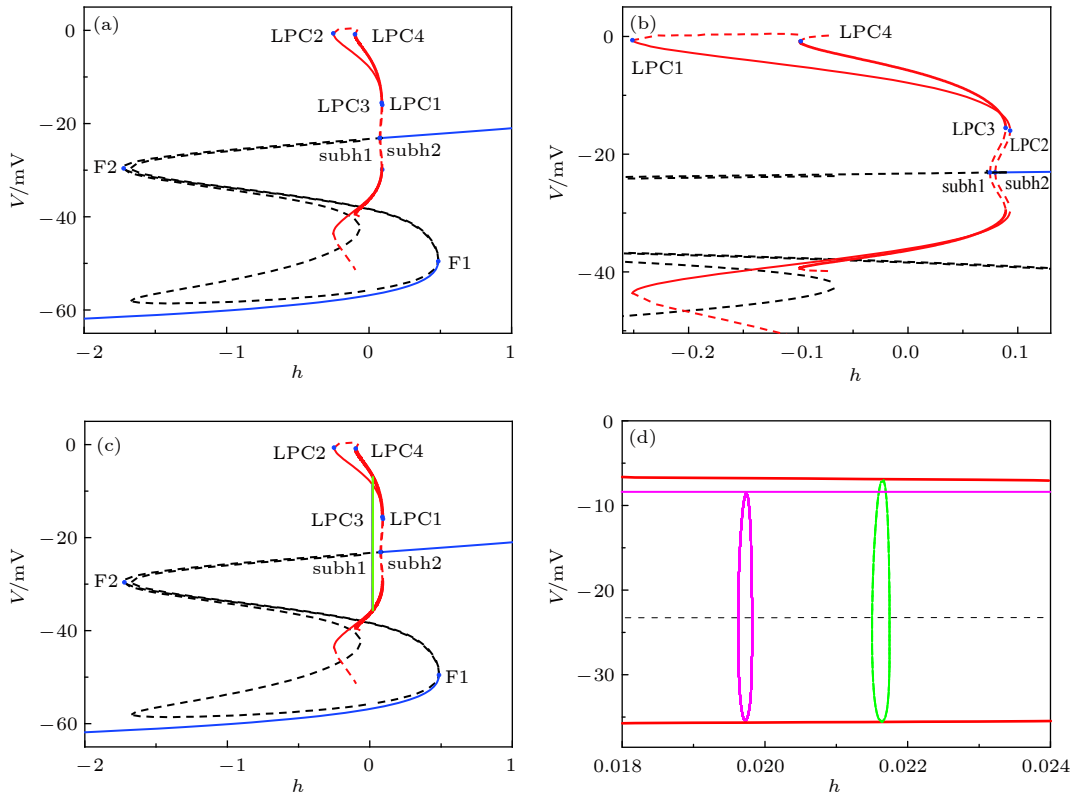 (a)
0
LPC2
LPC4
LPC3
LPC1
−20
subh1
subh2
F2
V/mV
−40
F1
−60
−2
−1
0
1
h
(b)
0
LPC4
LPC1
LPC3
LPC2
−20
subh1
subh2
V/mV
−40
−0.2
−0.1
0.0
0.1
h
(c)
0
LPC2
LPC4
LPC3
LPC1
−20
subh1
subh2
F2
V/mV
−40
F1
−60
−2
−1
0
1
h
(d)
0
−10
V/mV
−20
−30
0.018
0.020
0.022
0.024
h